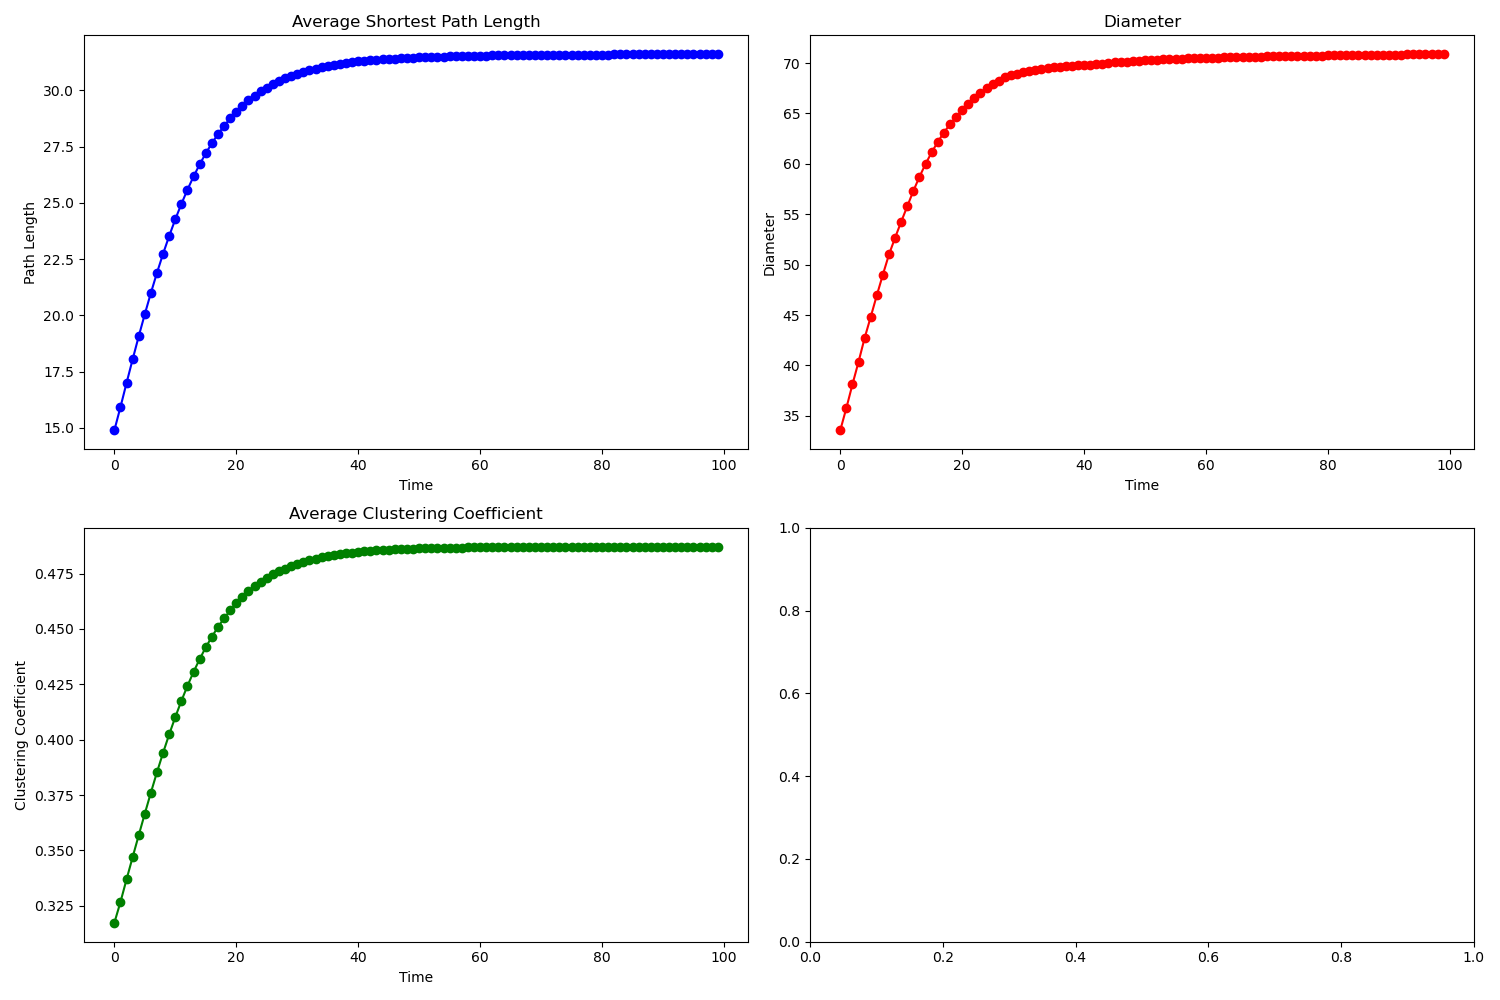 Average Shortest Path Length
30.0
27.5
25.0
22.5
20.0
17.5
15.0
Path Length
0 20 40 60 80 100
Time
Diameter
70
65
60
55
50
45
40
35
Diameter
0 20 40 60 80 100
Time
Average Clustering Coefficient
0.475
0.450
0.425
0.400
0.375
0.350
0.325
Clustering Coefficient
0 20 40 60 80 100
Time
1.0
0.8
0.6
0.4
0.2
0.0
0.0 0.2 0.4 0.6 0.8 1.0